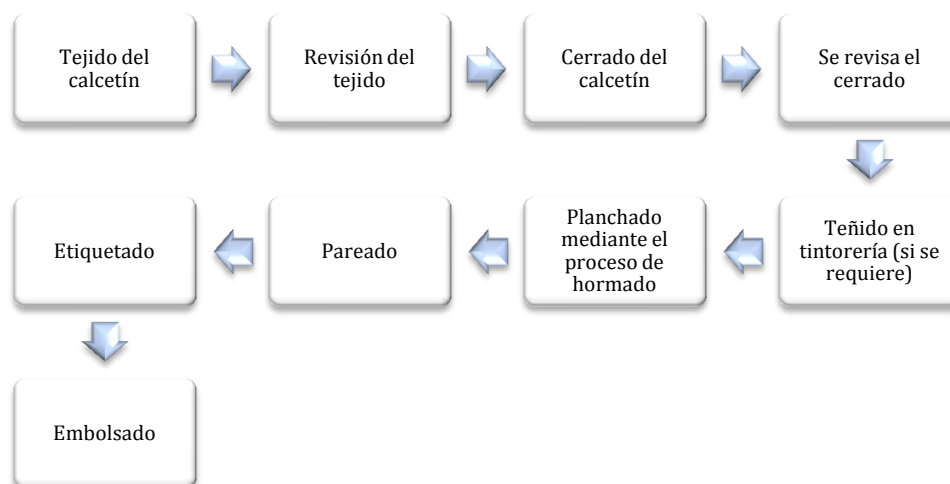 Tejido del
calcetín
Revisión del
tejido
Cerrado del
calcetín
Se revisa el
cerrado
Teñido en
tintorería (si se
requiere)
Planchado
mediante el
proceso de
hormado
Pareado
Etiquetado
Embolsado